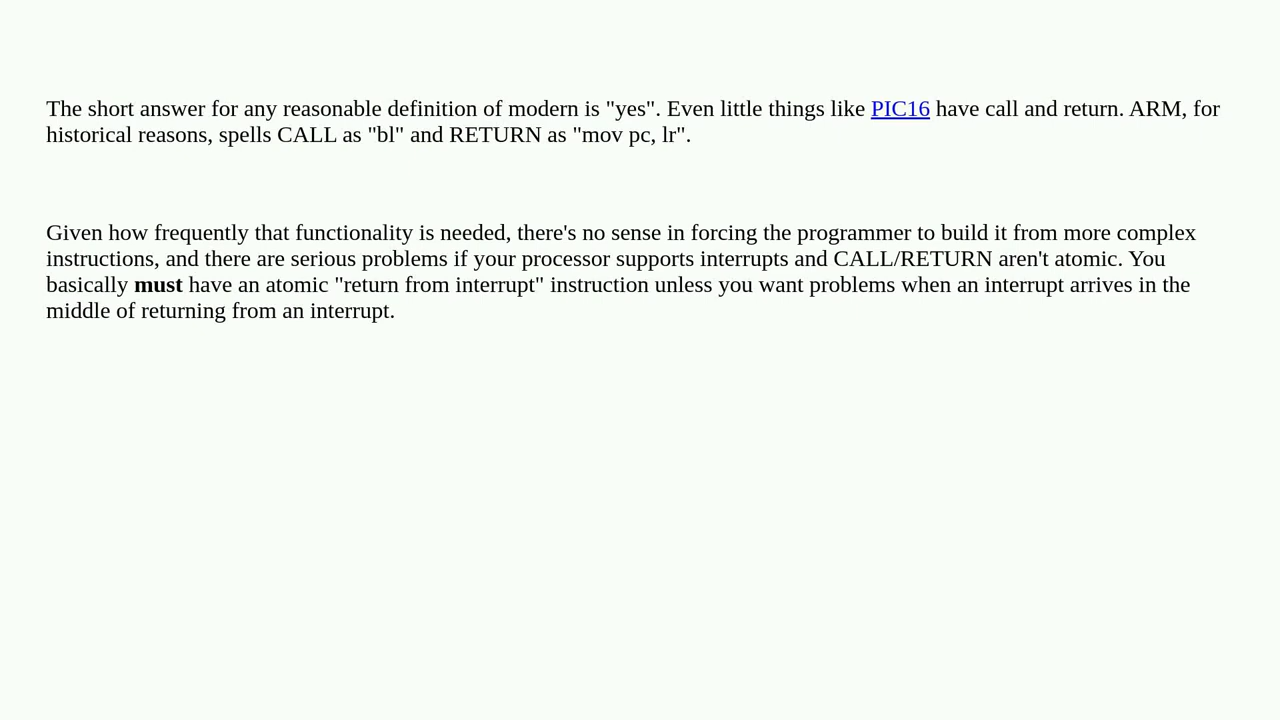 The short answer for any reasonable definition of modern is "yes". Even little things like PIC16 have call and return. ARM, for
historical reasons, spells CALL as "bl" and RETURN as "mov pc, lr".
Given how frequently that functionality is needed, there's no sense in forcing the programmer to build it from more complex
instructions, and there are serious problems if your processor supports interrupts and CALL/RETURN aren't atomic. You
basically must have an atomic "return from interrupt" instruction unless you want problems when an interrupt arrives in the
middle of returning from an interrupt.